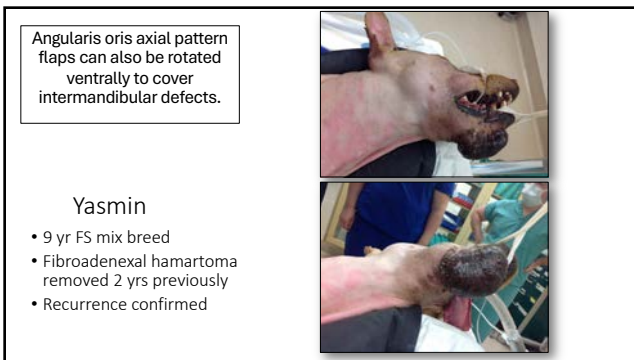 Angularis oris axial pattern
flaps can also be rotated
ventrally to cover
intermandibular defects.
Yasmin
• 9 yr FS mix breed
• Fibroadenexal hamartoma
removed 2 yrs previously
• Recurrence confirmed